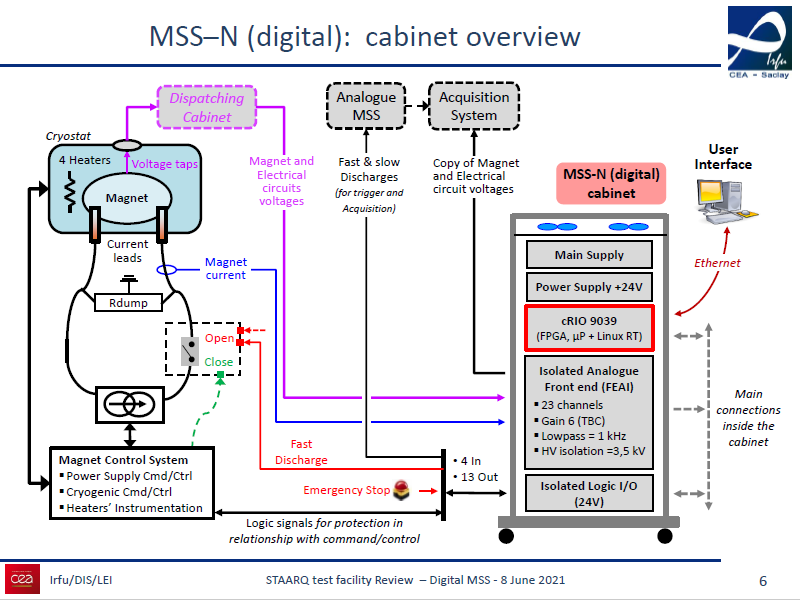 MSS–N (digital): cabinet overview
Irfu
CEA - Saclay
Dispatching
Cabinet
Analogue
MSS
Acquisition
System
Cryostat
4 Heaters
Voltage taps
Magnet
Magnet and
Electrical
circuits
voltages
Fast & slow
Discharges
(for trigger and
Acquisition)
Copy of Magnet
and Electrical
circuit voltages
MSS-N (digital)
cabinet
User
Interface
Current
leads
Magnet
current
Rdump
Open
Close
Main Supply
Power Supply +24V
cRIO 9039
(FPGA, µP + Linux RT)
Ethernet
Isolated Analogue
Front end (FEAI)
▪ 23 channels
▪ Gain 6 (TBC)
▪ Lowpass = 1 kHz
▪ HV isolation =3,5 kV
Main
connections
inside the
cabinet
Isolated Logic I/O
(24V)
Magnet Control System
▪ Power Supply Cmd/Ctrl
▪ Cryogenic Cmd/Ctrl
▪ Heaters’ Instrumentation
Fast
Discharge
Emergency Stop
• 4 In
• 13 Out
Logic signals for protection in
relationship with command/control
cea
Irfu/DIS/LEI
STAARQ test facility Review – Digital MSS - 8 June 2021
6